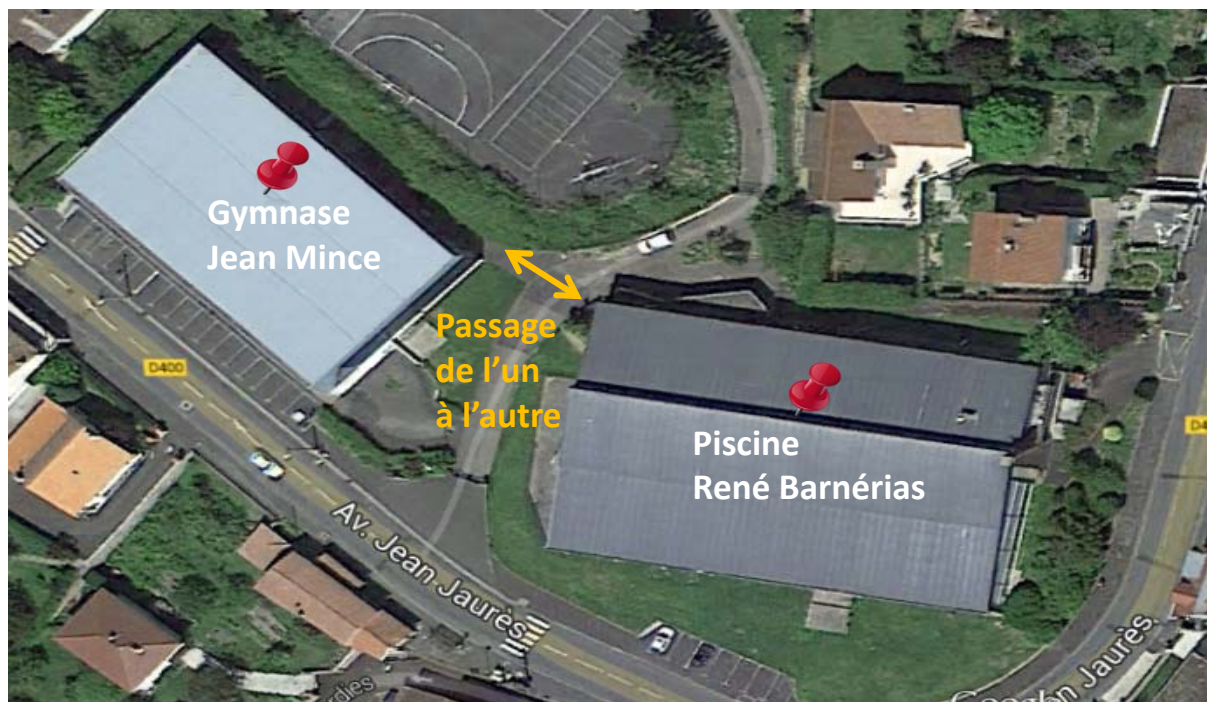 Gymnase
Jean Mince
Passage
de l'un
à l'autre
D400
Piscine
René Barnérias
Av. Jean Jaurès